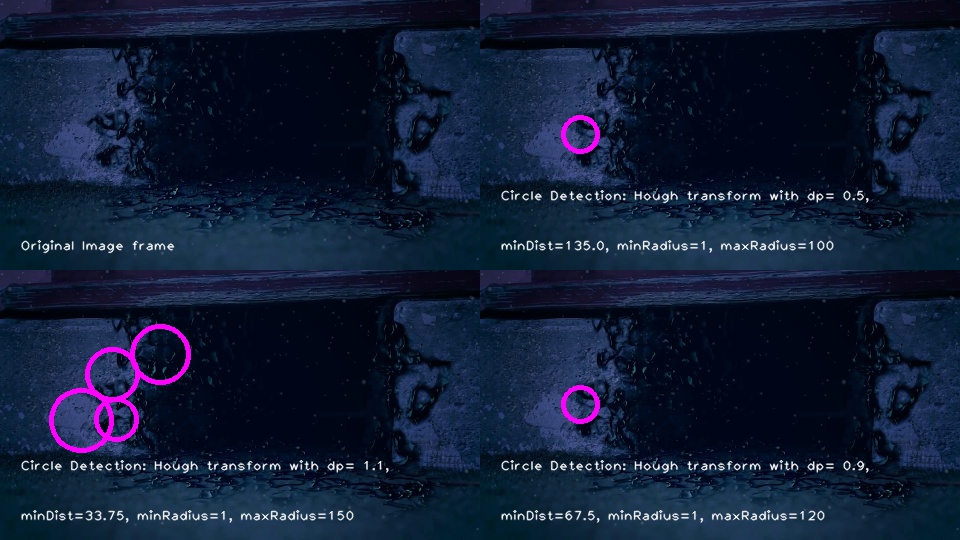 Original Image frame
Circle Detection: Hough transform with dp= 0.5,
minDist=135.0, minRadius=1, maxRadius=100
Circle Detection: Hough transform with dp= 1.1,
minDist=33.75, minRadius=1, maxRadius=150
Circle Detection: Hough transform with dp= 0.9,
minDist=67.5, minRadius=1, maxRadius=120